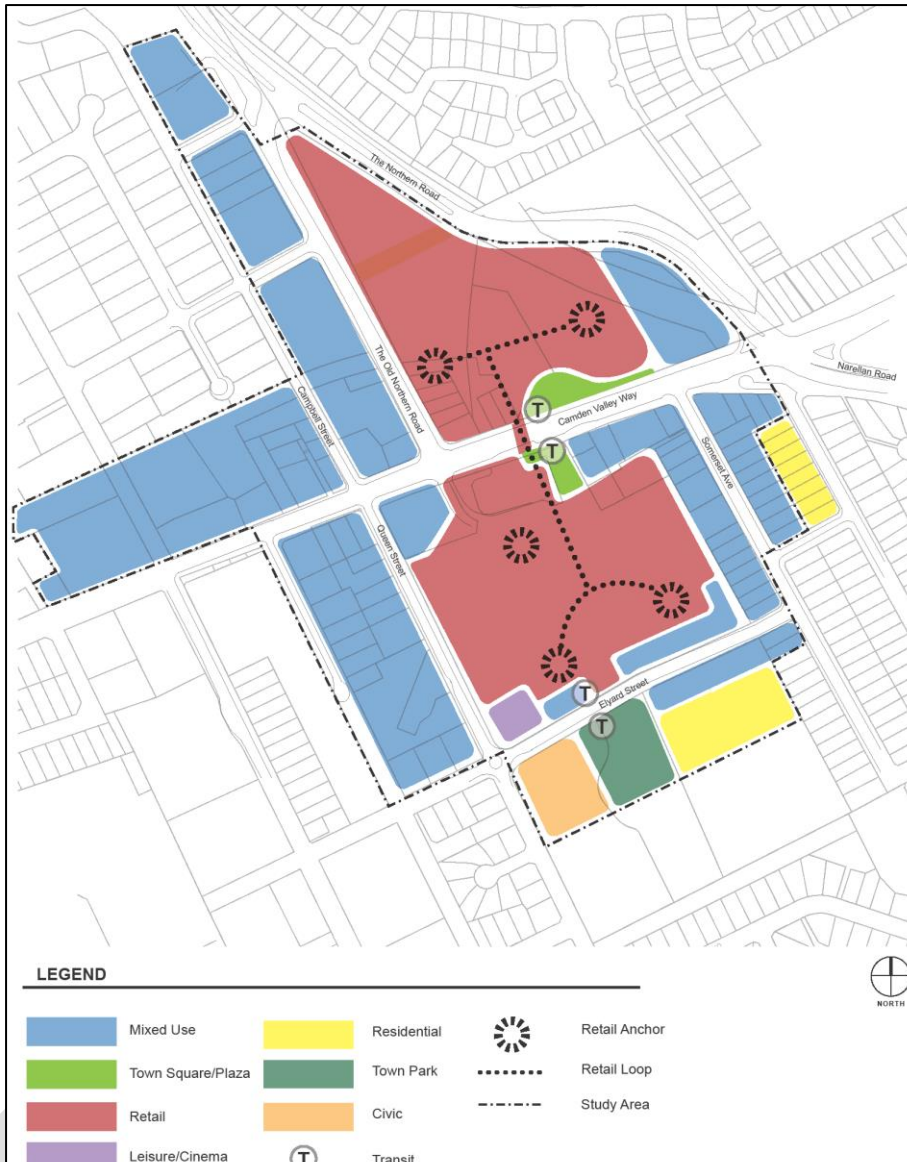 The Northern Road
Narellan Road
Camden Valley Way
The Old Northern Road
Campbell Street
Somerset Ave
Queen Street
Elyard Street
T
T
T
T
LEGEND
NORTH
Mixed Use
Residential
Retail Anchor
Town Square/Plaza
Town Park
Retail Loop
Retail
Civic
Study Area
Leisure/Cinema
T
Transit